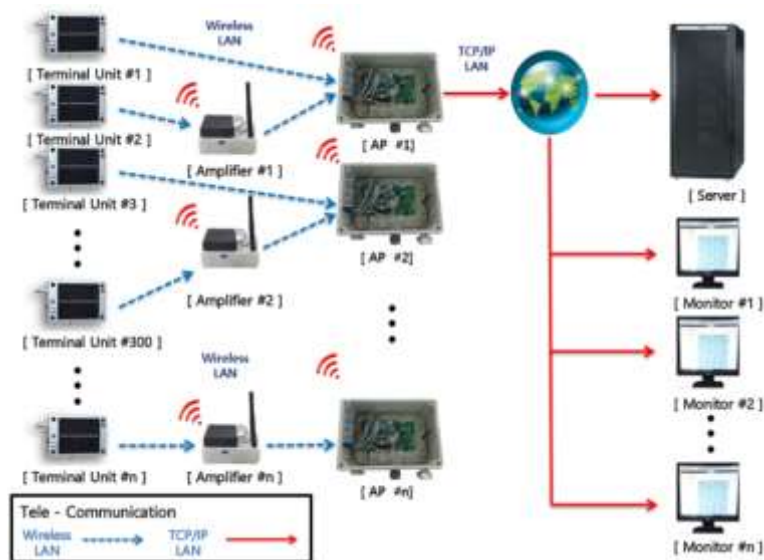 Wireless
LAN
[ Terminal Unit #1 ]
TCP/IP
LAN
[ Terminal Unit #2 ]
[ Amplifier #1 ]
[ AP #1]
[ Server ]
[ Terminal Unit #3 ]
[ Amplifier #2 ]
[ AP #2]
[ Monitor #1 ]
[ Terminal Unit #300 ]
Wireless
LAN
[ Monitor #2 ]
[ Terminal Unit #n ]
[ Amplifier #n ]
[ AP #n]
[ Monitor #n ]
Tele - Communication
Wireless
LAN
TCP/IP
LAN